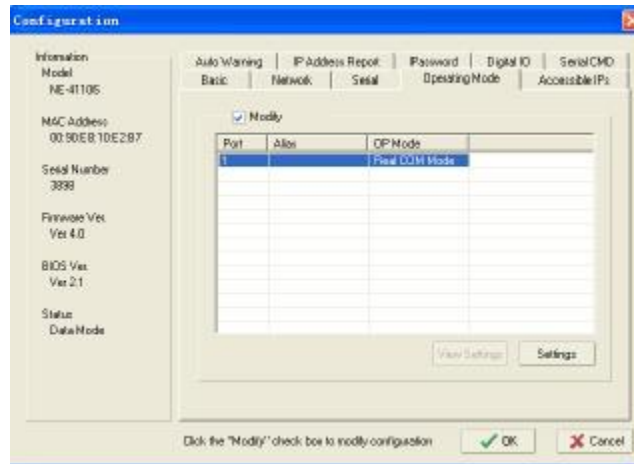 Configuration
Information
Model
NE-4110S
MAC Address
00:90:E8:10:E2:B7
Serial Number
3898
Firmware Ver.
Ver 4.0
BIOS Ver.
Ver 2.1
Status
Data Mode
Auto Warning
IP Address Report
Password
Digital IO
Serial CMD
Basic
Network
Serial
Operating Mode
Accessible IPs
Modify
Port
Alias
OP Mode
1
Real COM Mode
View Settings
Settings
Click the "Modify" check box to modify configuration
OK
Cancel